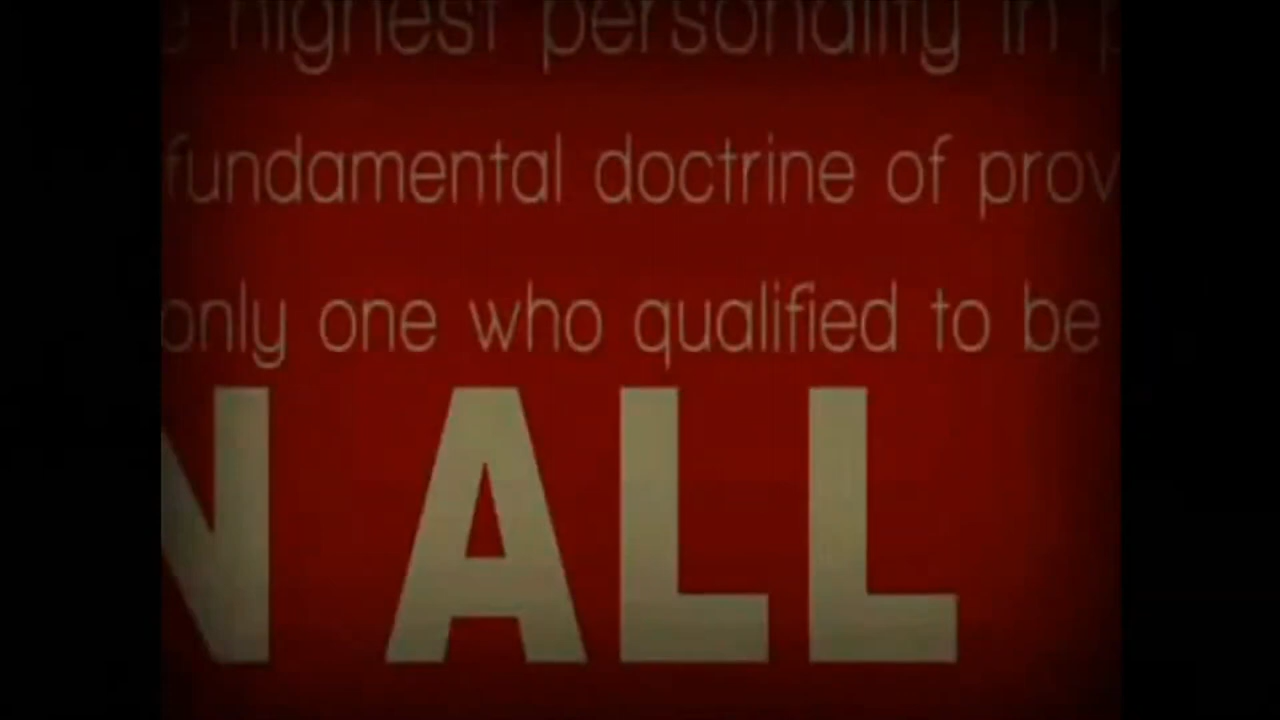 highest personality in
fundamental doctrine of prov
only one who qualified to be
N ALL